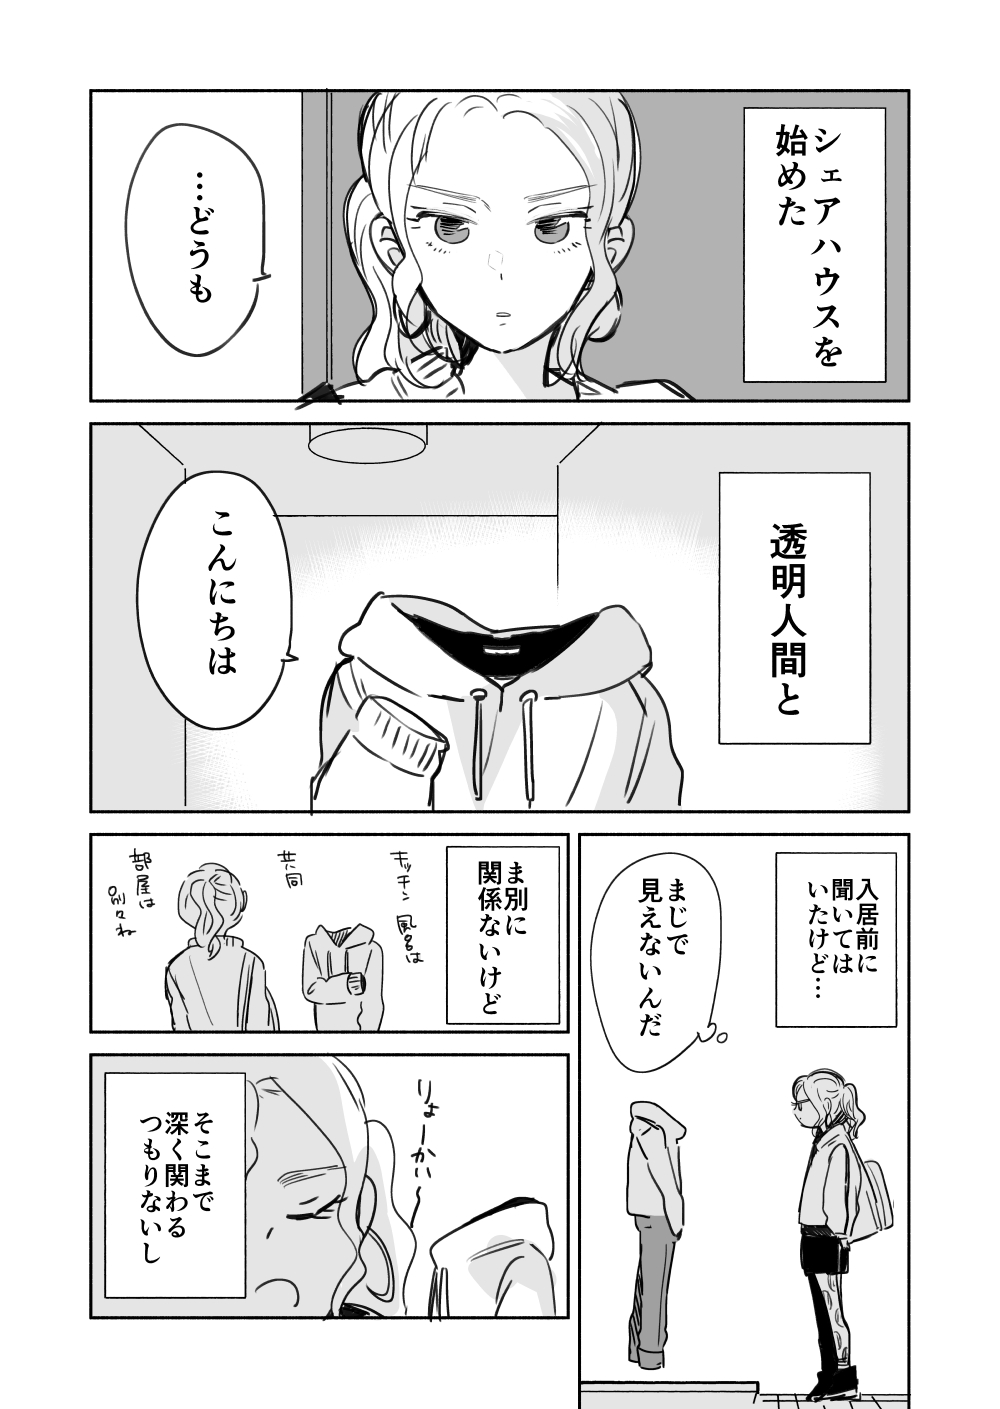 シェアハウスを
始めた
…どうも
透明人間と
こんにちは
入居前に
聞いては
いたけど…
まじで
見えないんだ
ま別に
関係ないけど
キッチン 風呂は
共同
部屋は
別々ね
りょーかいー
そこまで
深く関わる
つもりないし